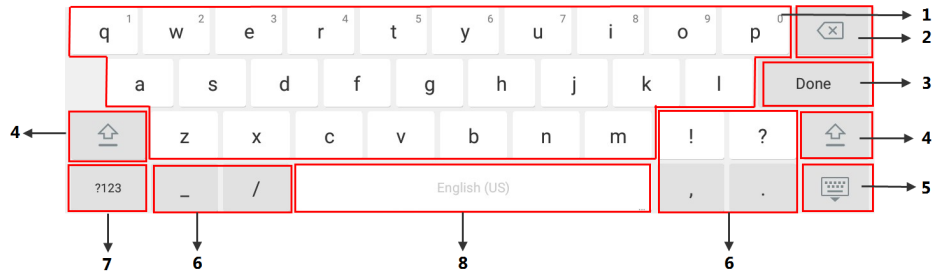 1 2 3 4 5 6 7 8 9 0 1
q w e r t y u i o p 2
a s d f g h j k l Done 3
4 z x c v b n m ! ? 4
?123 _ / English (US) , . 5
7 6 8 6